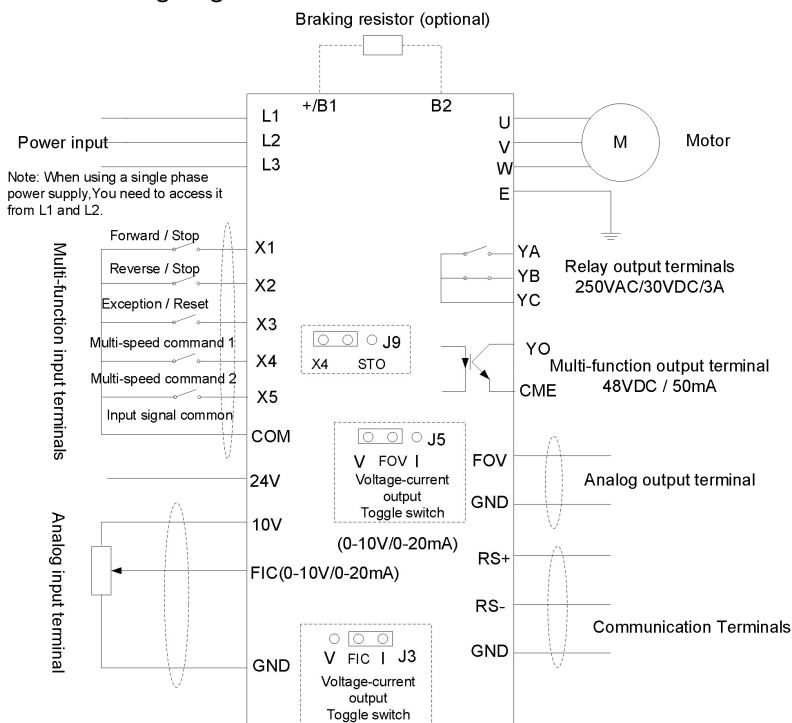 Braking resistor (optional)
+/B1
B2
L1
L2
L3
Power input
Note: When using a single phase
power supply,You need to access it
from L1 and L2.
U
V
W
E
M
Motor
Multi-function input terminals
Forward / Stop
X1
Reverse / Stop
X2
Exception / Reset
X3
Multi-speed command 1
X4
Multi-speed command 2
X5
Input signal common
COM
24V
YA
YB
YC
Relay output terminals
250VAC/30VDC/3A
J9
X4 STO
YO
CME
Multi-function output terminal
48VDC / 50mA
J5
V FOV I
Voltage-current
output
Toggle switch
(0-10V/0-20mA)
FOV
GND
Analog output terminal
Analog input terminal
10V
FIC(0-10V/0-20mA)
GND
RS+
RS-
GND
Communication Terminals
V FIC I J3
Voltage-current
output
Toggle switch